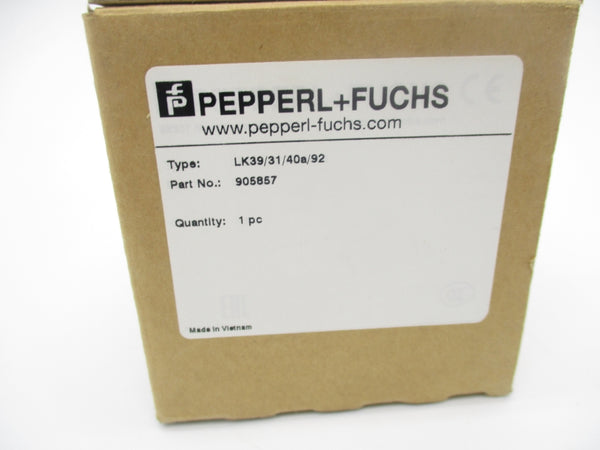 PEPPERL+FUCHS
www.pepperl-fuchs.com
Type: LK39/31/40a/92
Part No.: 905857
Quantity: 1 pc
Made in Vietnam